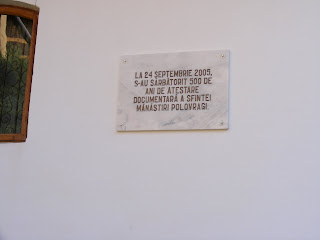 LA 24 SEPTEMBRIE 2005,
S-AU SĂRBĂTORIT 500 DE
ANI DE ATESTARE
DOCUMENTARĂ A SFINTEI
MĂNĂSTIRI POLOVRAGI.